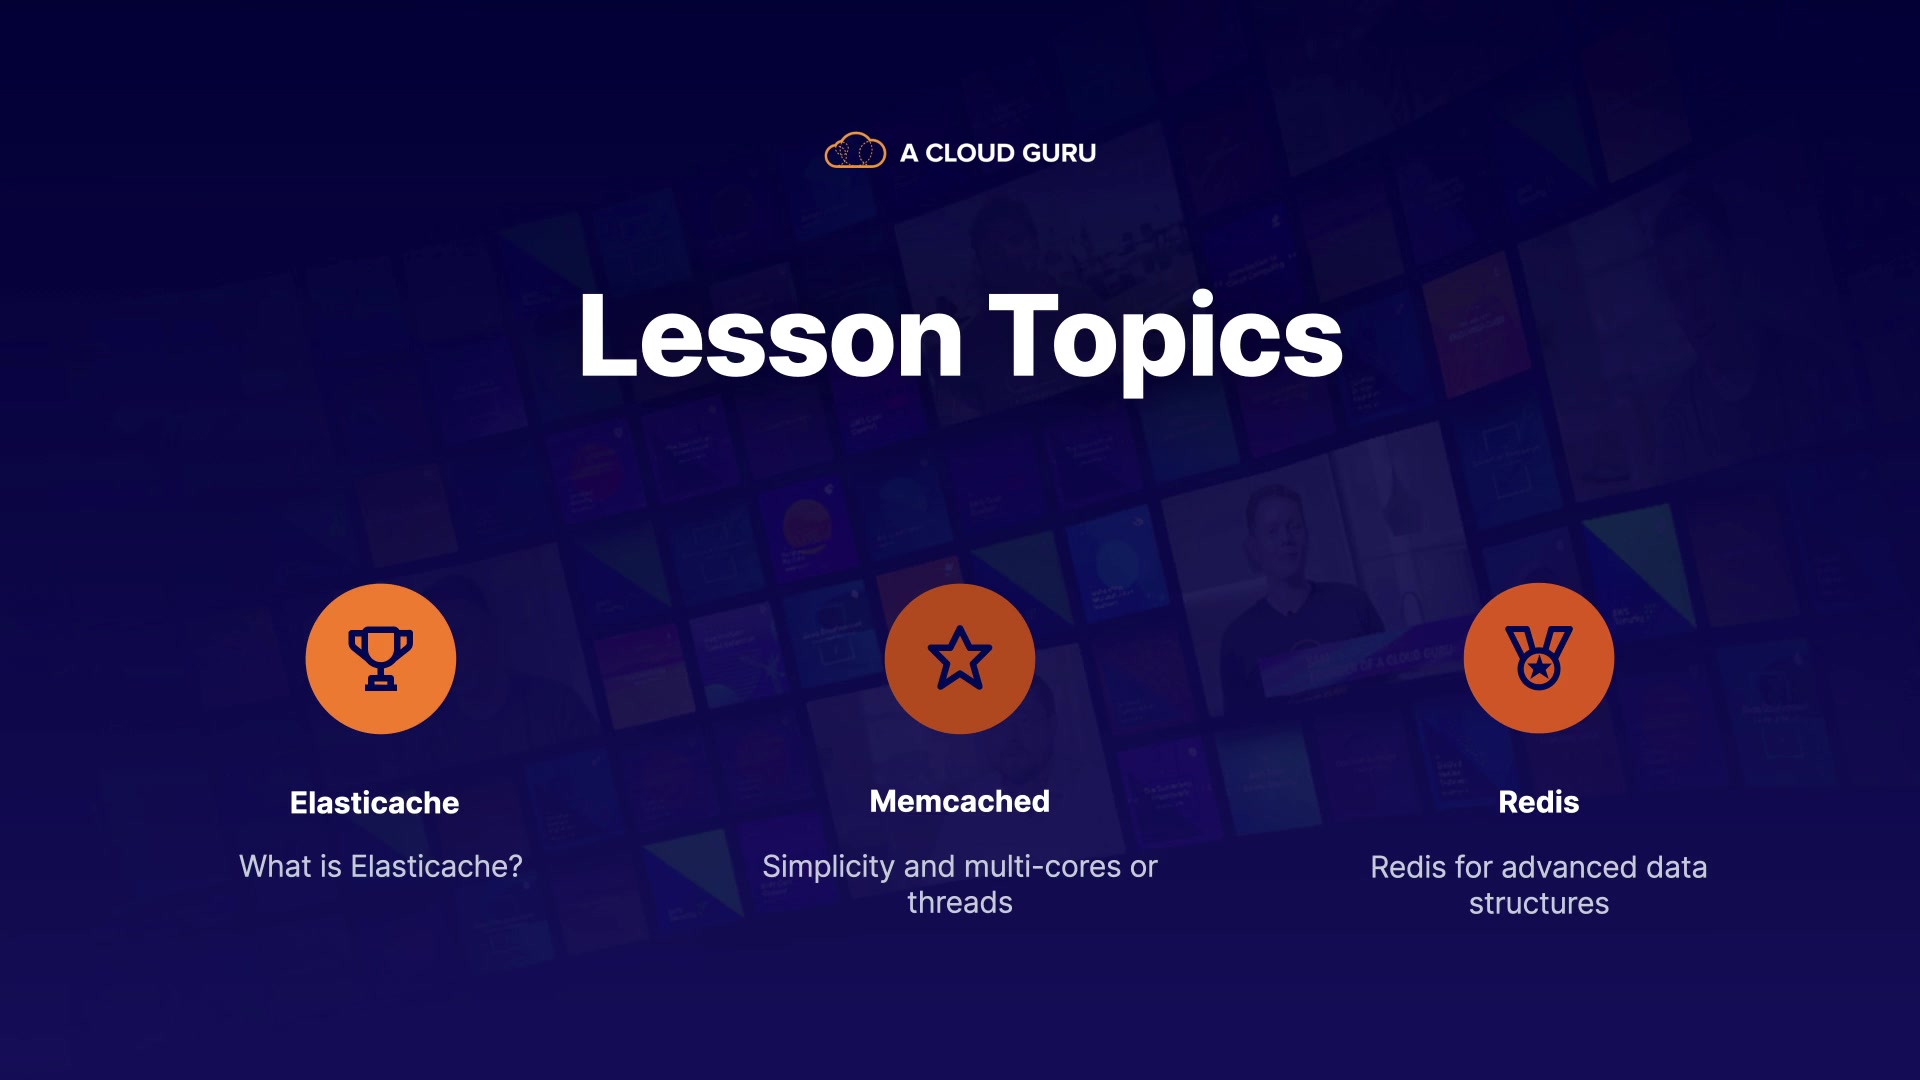 A CLOUD GURU
Lesson Topics
Elasticache
Memcached
Redis
What is Elasticache?
Simplicity and multi-cores or
threads
Redis for advanced data
structures